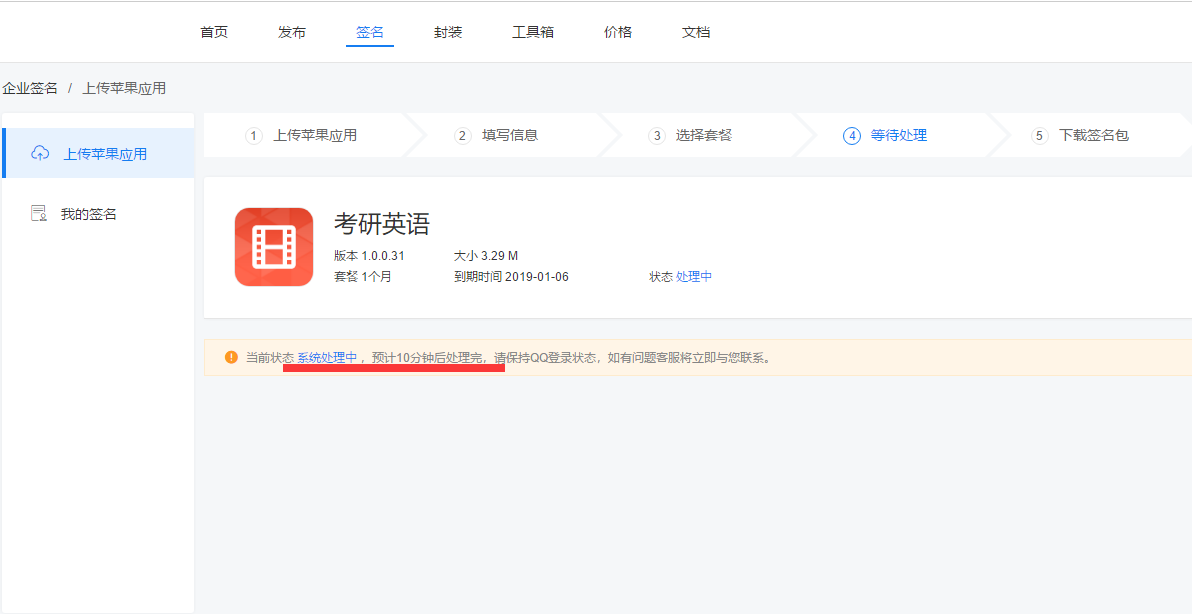 首页 发布 签名 封装 工具箱 价格 文档
企业签名 / 上传苹果应用
上传苹果应用
我的签名
1 上传苹果应用 2 填写信息 3 选择套餐 4 等待处理 5 下载签名包
考研英语
版本 1.0.0.31 大小 3.29 M
套餐 1个月 到期时间 2019-01-06 状态 处理中
当前状态 系统处理中 ，预计10分钟后处理完，请保持QQ登录状态，如有问题客服将立即与您联系。